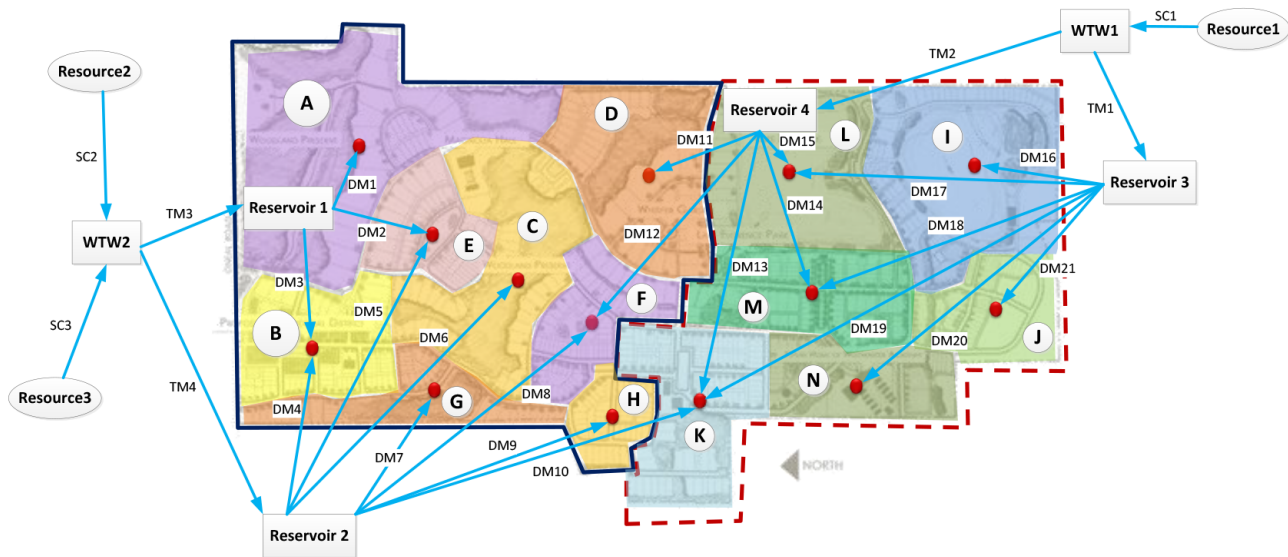 SC1
WTW1
Resource1
TM2
Resource2
A
D
Reservoir 4
L
I
TM1
DM11
DM15
DM16
SC2
DM1
Reservoir 3
DM17
Reservoir 1
DM14
TM3
DM2
C
DM18
WTW2
E
DM12
DM3
DM13
DM21
F
M
SC3
B
DM5
DM6
DM19
DM20
J
TM4
N
Resource3
DM8
G
H
DM4
K
DM9
DM7
DM10
NORTH
Reservoir 2